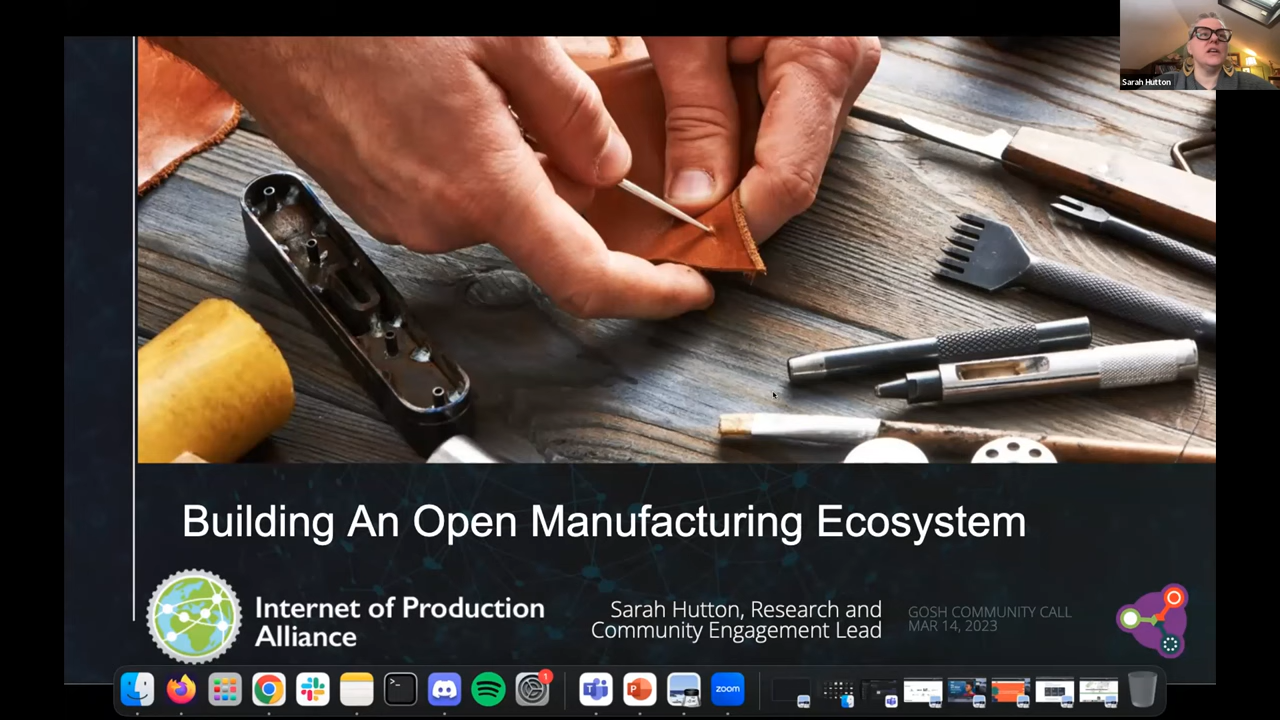 Sarah Hutton
Building An Open Manufacturing Ecosystem
Internet of Production
Alliance
Sarah Hutton, Research and
Community Engagement Lead
GOSH COMMUNITY CALL
MAR 14, 2023
1
>_
zoom